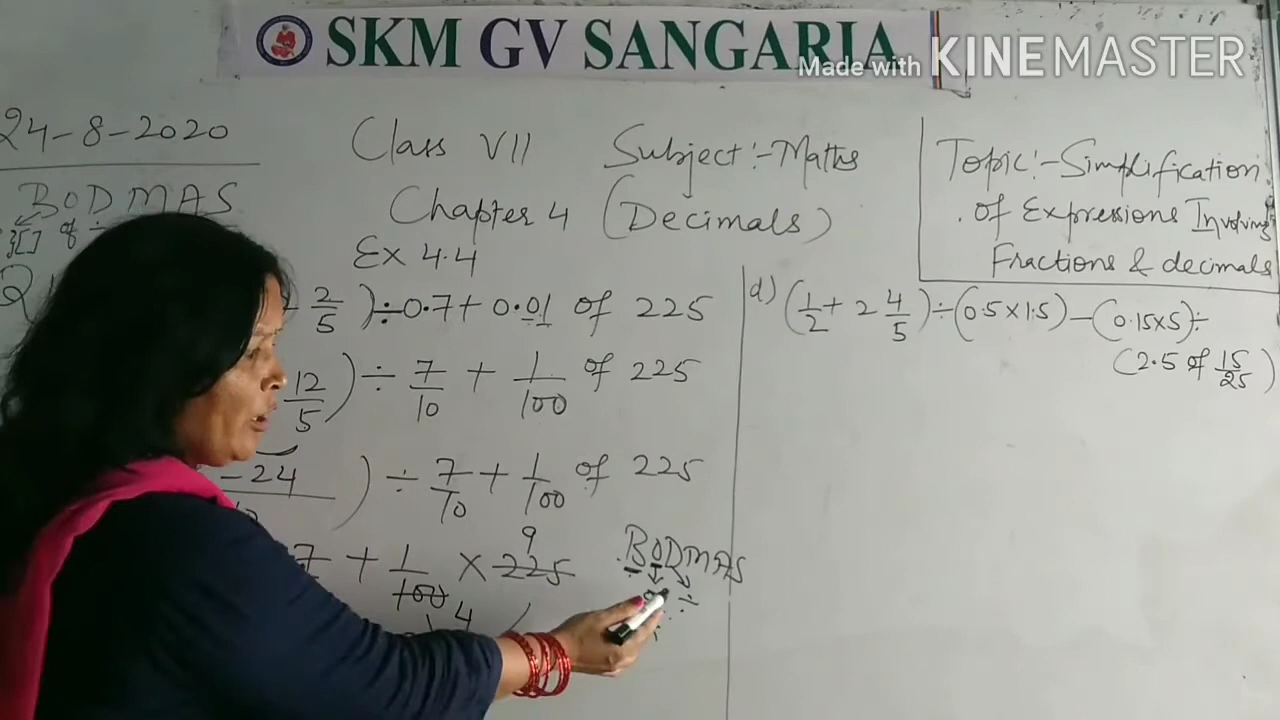 SKM GV SANGARIA
Made with KINEMASTER
24-8-2020
Class VII Subject:-Maths
Topic:-Simplification of Expressions Involving Fractions & decimals
BODMAS
Chapter 4 (Decimals)
Ex 4.4
2/5) ÷ 0.7 + 0.01 of 225
12/5) ÷ 7/10 + 1/100 of 225
-24) ÷ 7/10 + 1/100 of 225
9
7 + 1/100 × 225
4
BODMAS
÷
d) (1/2 + 2 4/5) ÷ (0.5 × 1.5) - (0.15 × 5) ÷
(2.5 of 15/25)